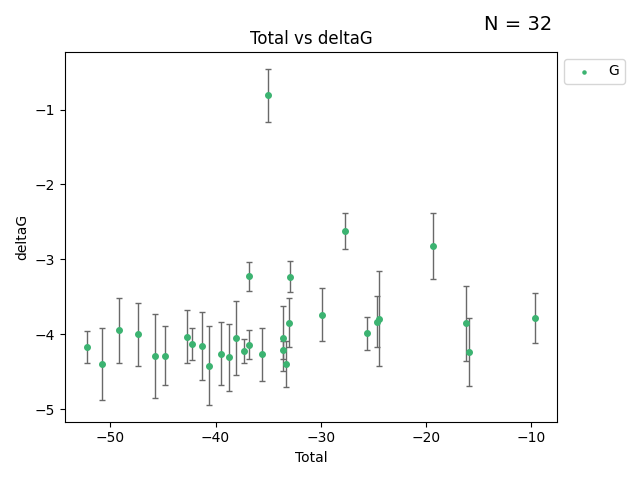 N = 32
Total vs deltaG
G
deltaG
−1
−2
−3
−4
−5
−50
−40
−30
−20
−10
Total